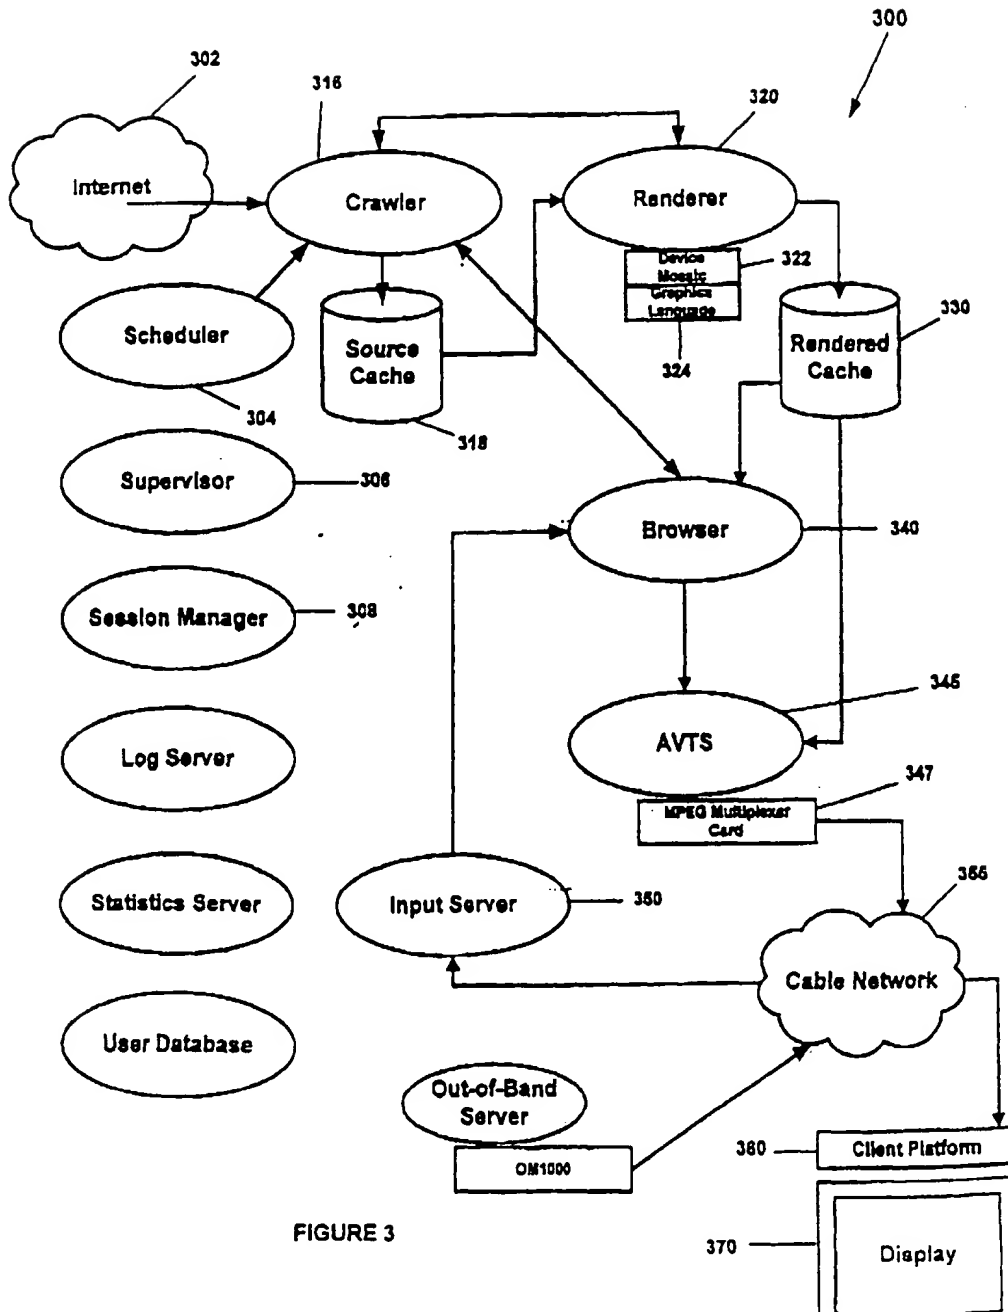 300
302
316
320
Internet
Crawler
Renderer
Device
Mosaic
322
Graphics
Language
324
Scheduler
304
Source
Cache
318
Rendered
Cache
330
Supervisor
306
Browser
340
Session Manager
308
345
AVTS
Log Server
347
MPEG Multiplexer
Card
Statistics Server
Input Server
350
355
Cable Network
User Database
Out-of-Band
Server
OM1000
360
Client Platform
FIGURE 3
370
Display